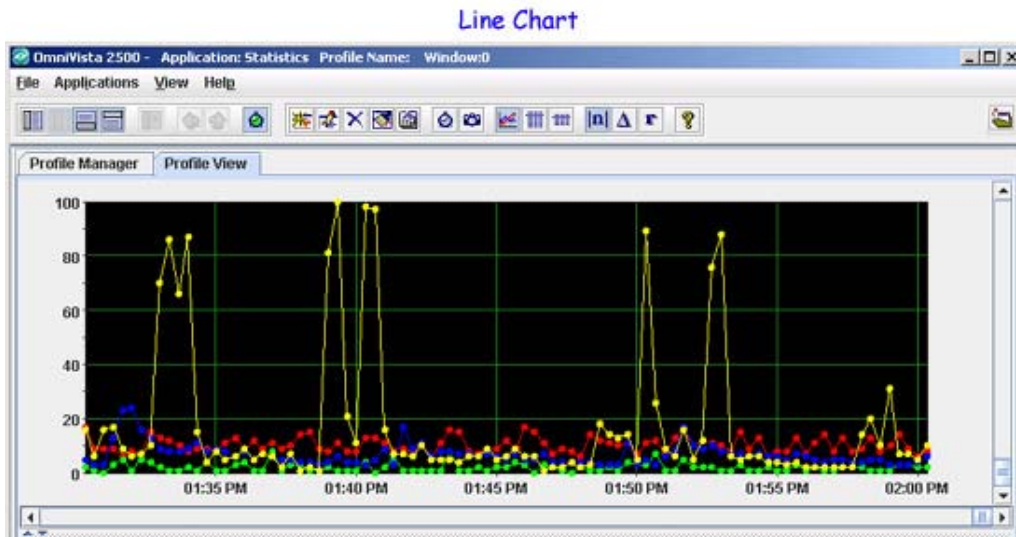 Line Chart
OmniVista 2500 - Application: Statistics Profile Name: Window:0
File Applications View Help
|n| Δ r ?
Profile Manager Profile View
100
80
60
40
20
0
01:35 PM 01:40 PM 01:45 PM 01:50 PM 01:55 PM 02:00 PM